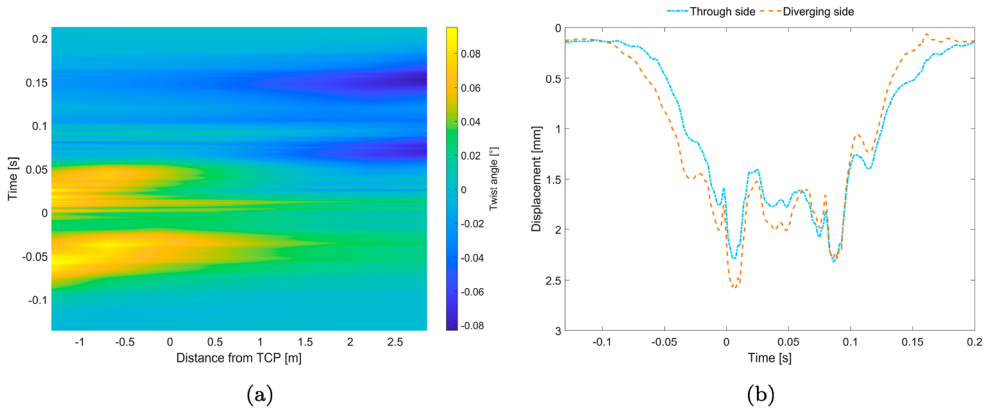 0.2
0.15
0.1
0.05
0
-0.05
-0.1
Time [s]
-1 -0.5 0 0.5 1 1.5 2 2.5
Distance from TCP [m]
0.08
0.06
0.04
0.02
0
-0.02
-0.04
-0.06
-0.08
Twist angle [°]
(a)
Through side Diverging side
0
0.5
1
1.5
2
2.5
3
Displacement [mm]
-0.1 -0.05 0 0.05 0.1 0.15 0.2
Time [s]
(b)